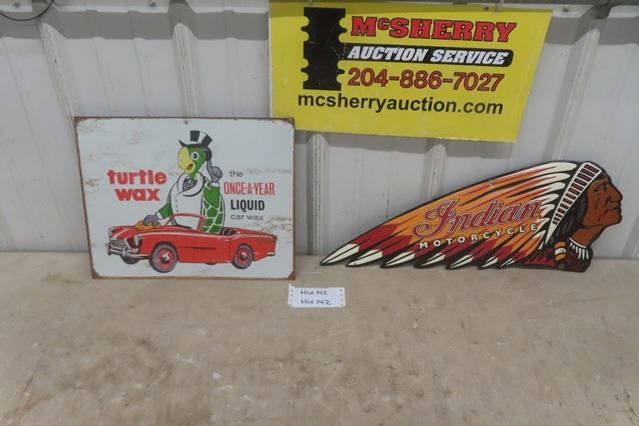 McSHERRY
AUCTION SERVICE
204-886-7027
mcsherryauction.com
turtle
wax
the
ONCE-A-YEAR
LIQUID
car wax
Indian
MOTORCYCLE
HW142
HW142